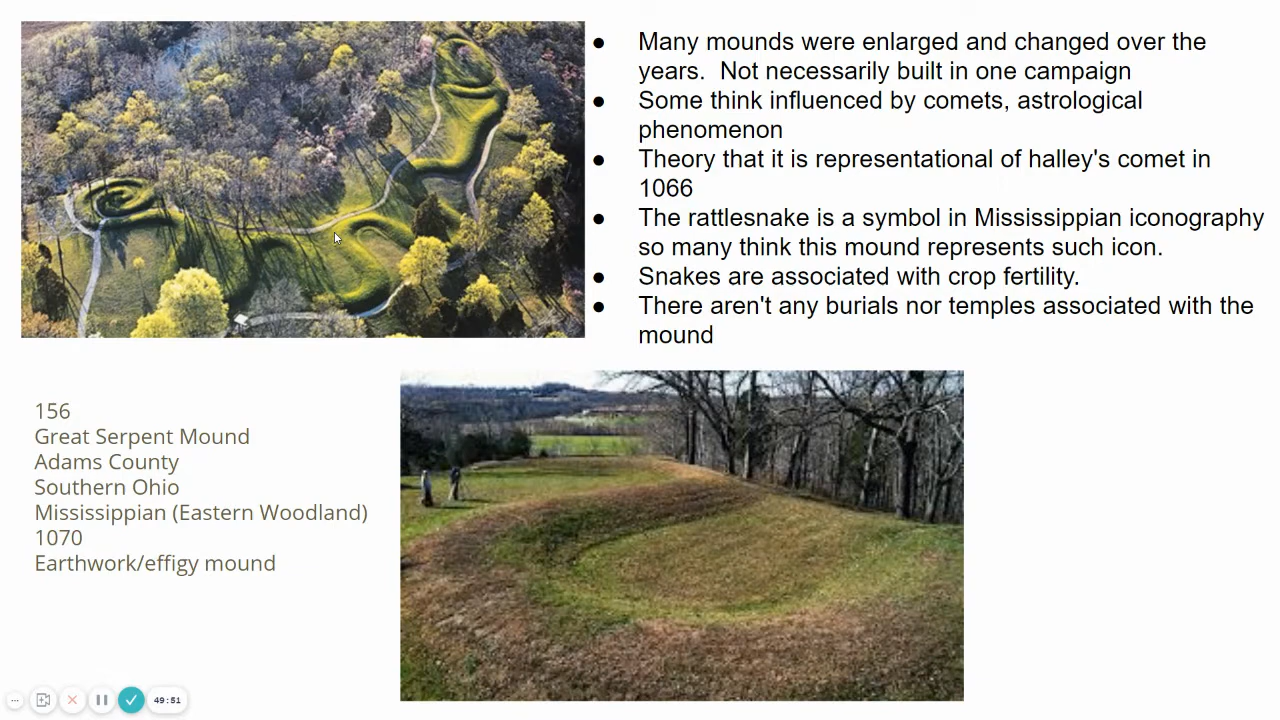 ● Many mounds were enlarged and changed over the
years.  Not necessarily built in one campaign
● Some think influenced by comets, astrological
phenomenon
● Theory that it is representational of halley's comet in
1066
● The rattlesnake is a symbol in Mississippian iconography
so many think this mound represents such icon.
● Snakes are associated with crop fertility.
● There aren't any burials nor temples associated with the
mound
156
Great Serpent Mound
Adams County
Southern Ohio
Mississippian (Eastern Woodland)
1070
Earthwork/effigy mound
49:51